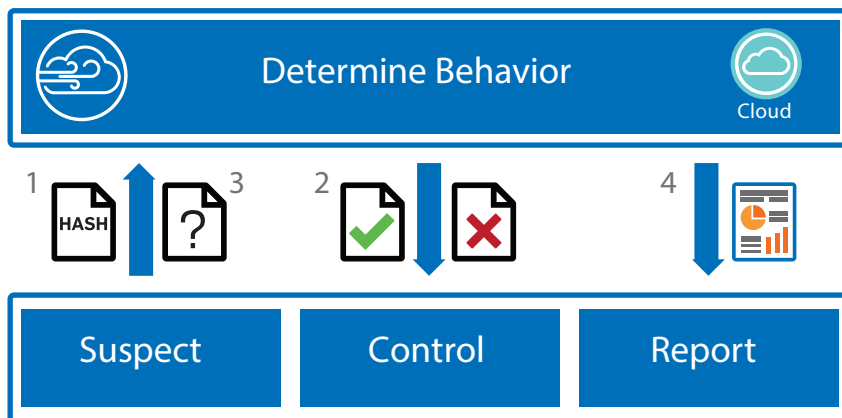 Determine Behavior
Cloud
1
HASH
?
3
2
4
Suspect
Control
Report